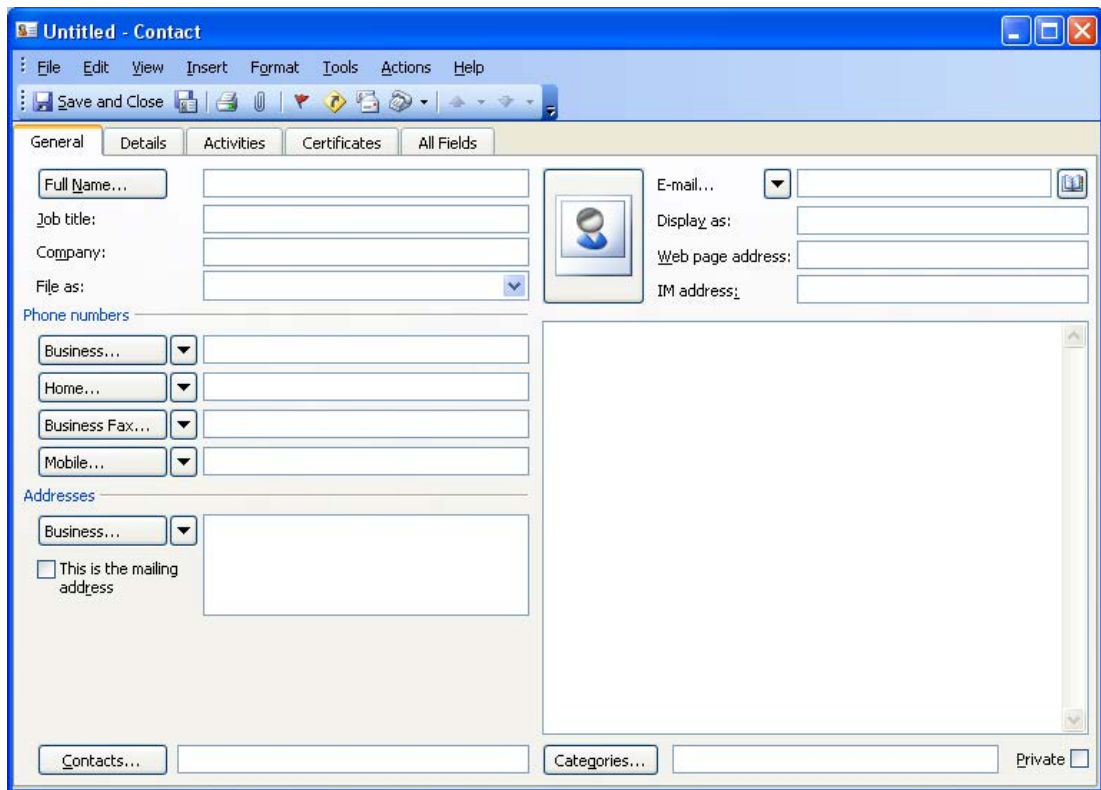 Untitled - Contact
File Edit View Insert Format Tools Actions Help
Save and Close
General Details Activities Certificates All Fields
Full Name...
Job title:
Company:
File as:
E-mail...
Display as:
Web page address:
IM address:
Phone numbers
Business...
Home...
Business Fax...
Mobile...
Addresses
Business...
This is the mailing
address
Contacts...
Categories...
Private